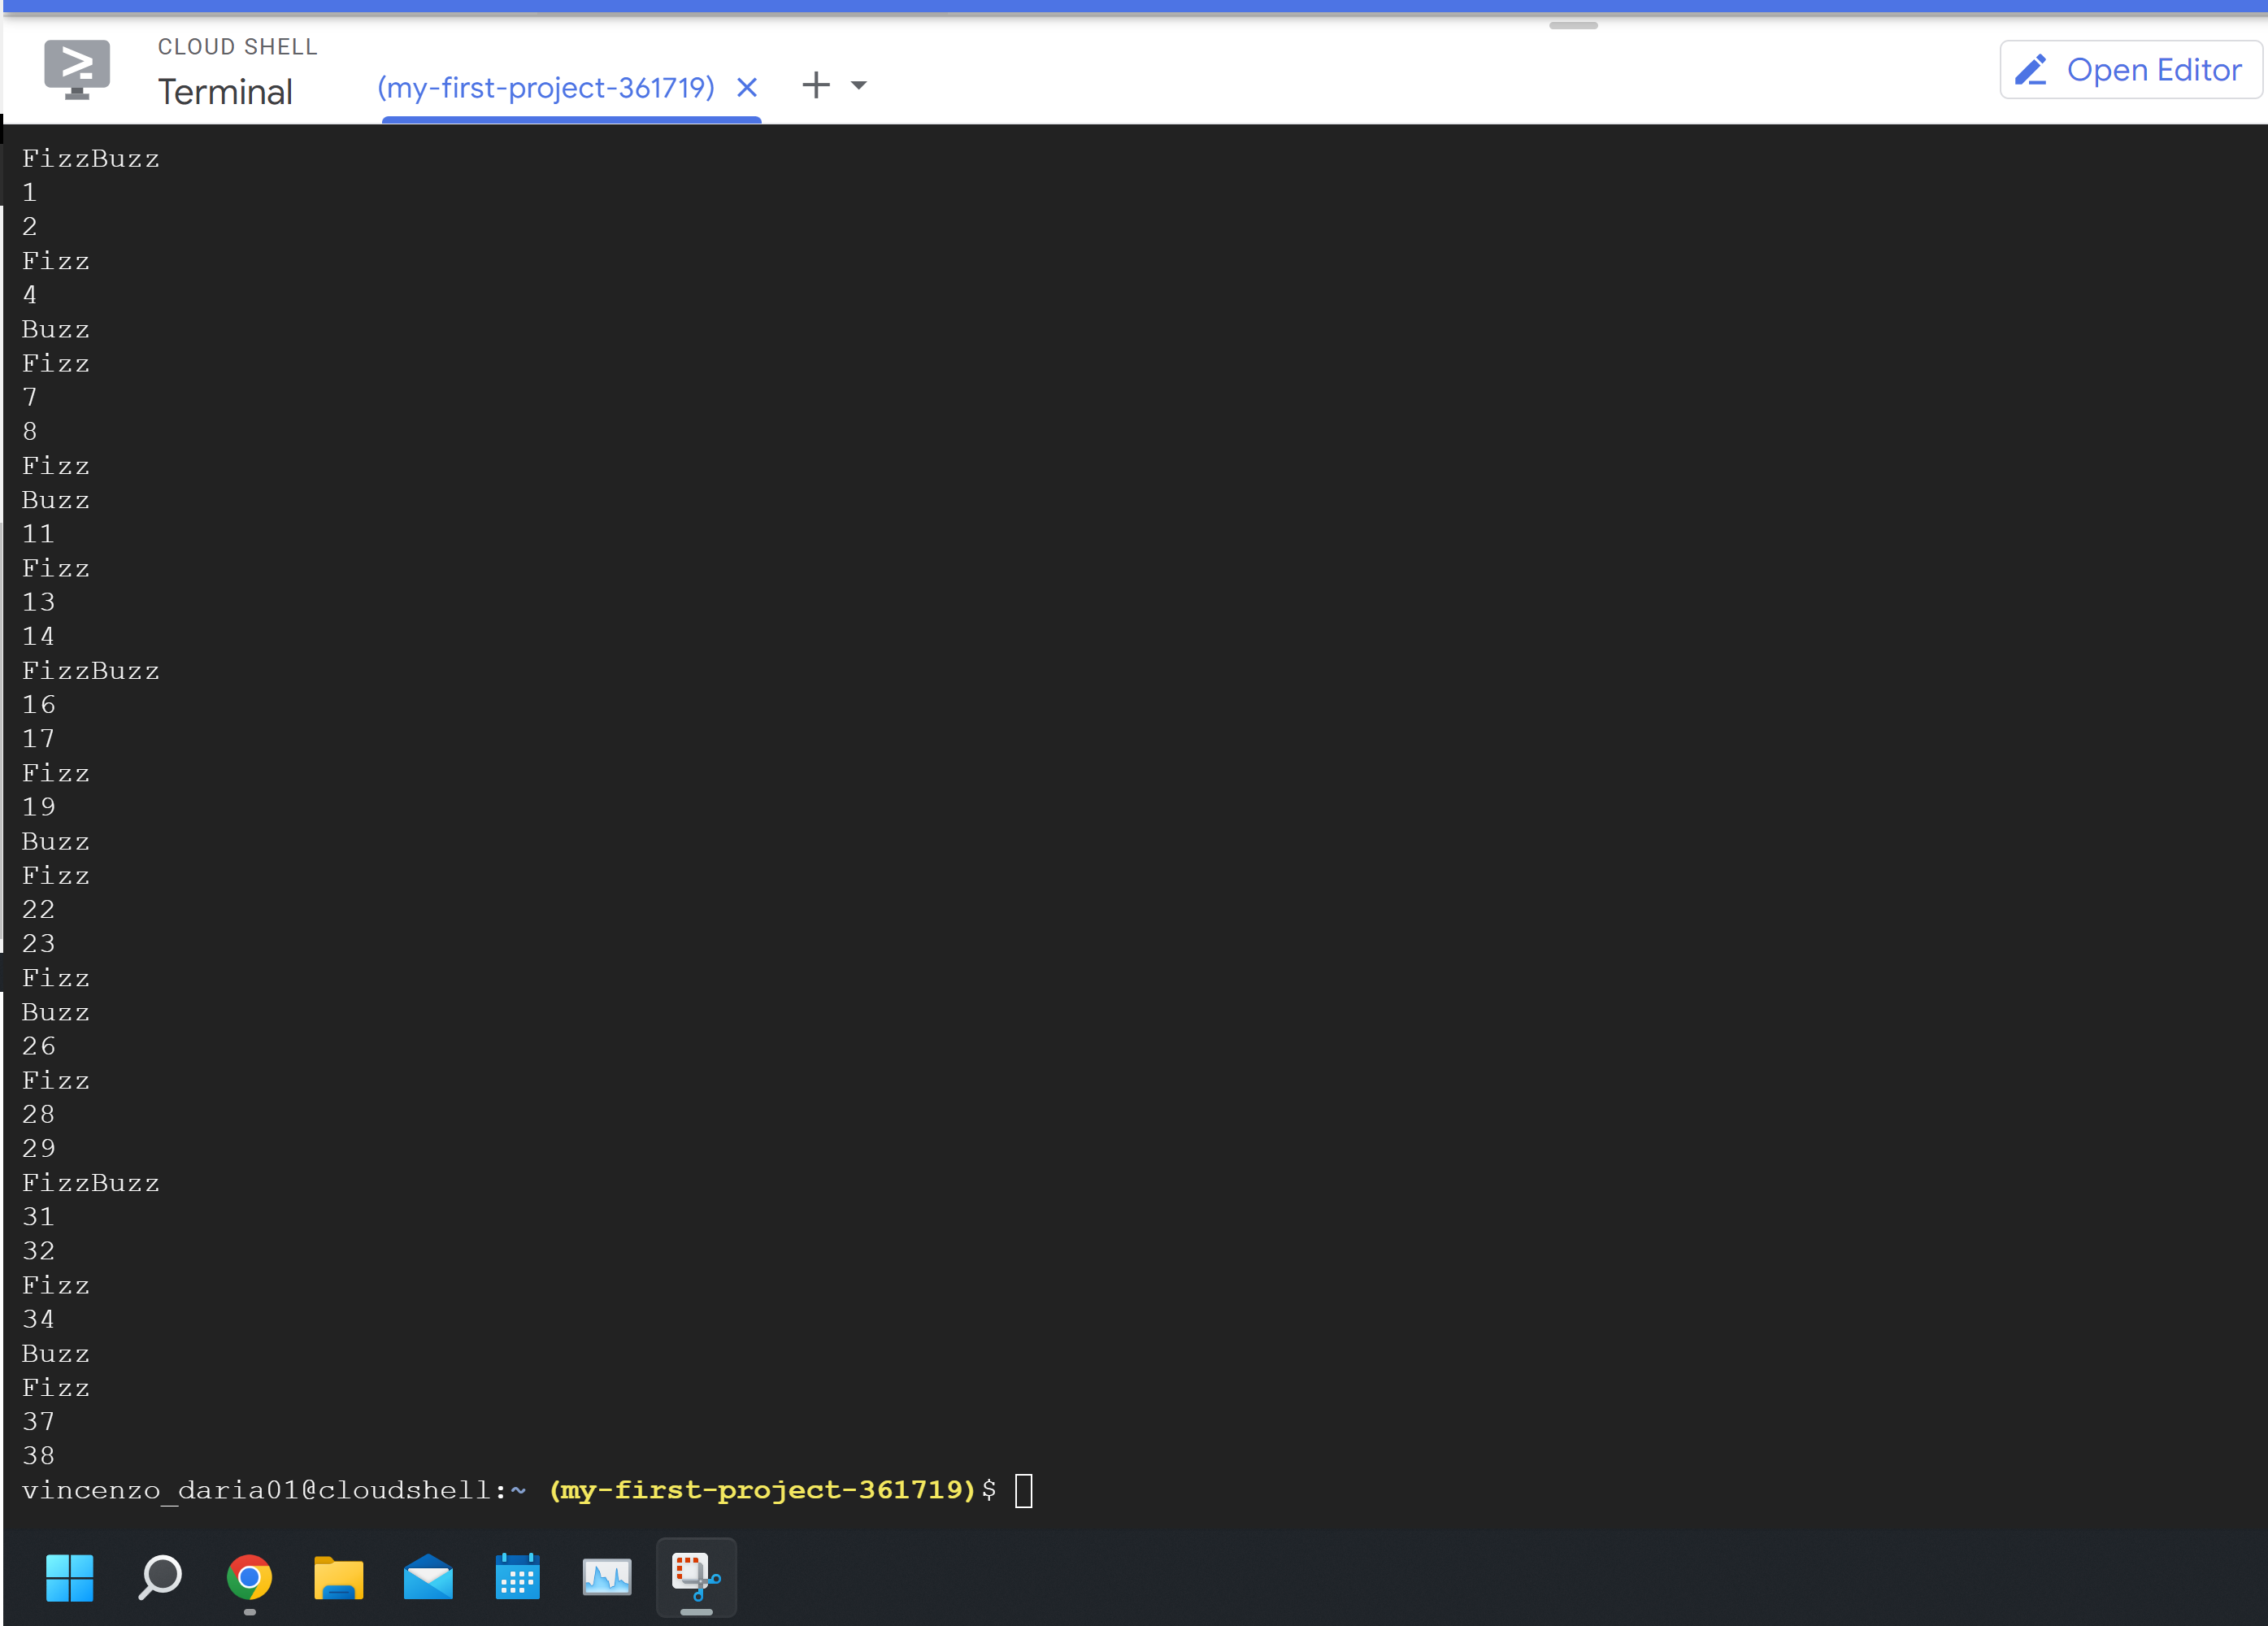 CLOUD SHELL
Terminal
(my-first-project-361719)
Open Editor
FizzBuzz
1
2
Fizz
4
Buzz
Fizz
7
8
Fizz
Buzz
11
Fizz
13
14
FizzBuzz
16
17
Fizz
19
Buzz
Fizz
22
23
Fizz
Buzz
26
Fizz
28
29
FizzBuzz
31
32
Fizz
34
Buzz
Fizz
37
38
vincenzo_daria01@cloudshell:~ (my-first-project-361719)$